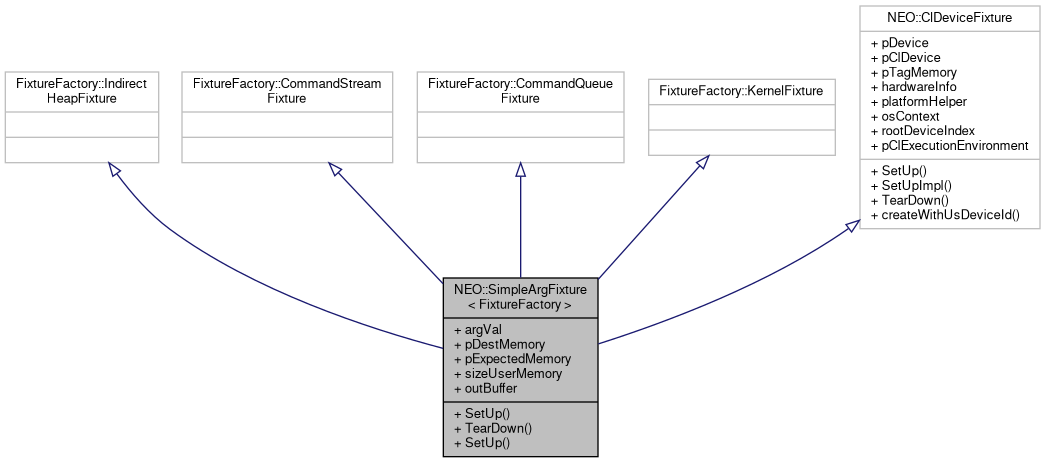 NEO::ClDeviceFixture
+ pDevice
+ pClDevice
+ pTagMemory
+ hardwareInfo
+ platformHelper
+ osContext
+ rootDeviceIndex
+ pClExecutionEnvironment
+ SetUp()
+ SetUpImpl()
+ TearDown()
+ createWithUsDeviceId()
FixtureFactory::Indirect
HeapFixture
FixtureFactory::CommandStream
Fixture
FixtureFactory::CommandQueue
Fixture
FixtureFactory::KernelFixture
NEO::SimpleArgFixture
< FixtureFactory >
+ argVal
+ pDestMemory
+ pExpectedMemory
+ sizeUserMemory
+ outBuffer
+ SetUp()
+ TearDown()
+ SetUp()